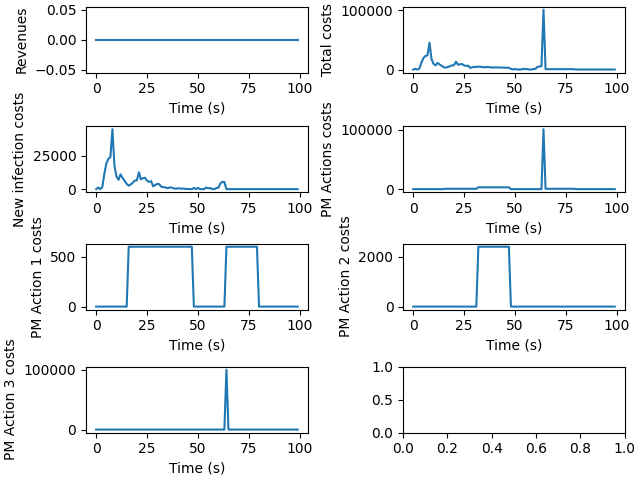 Revenues
0.05
0.00
−0.05
0 25 50 75 100
Time (s)
Total costs
100000
0
0 25 50 75 100
Time (s)
New infection costs
25000
0
0 25 50 75 100
Time (s)
PM Actions costs
100000
0
0 25 50 75 100
Time (s)
PM Action 1 costs
500
0
0 25 50 75 100
Time (s)
PM Action 2 costs
2000
0
0 25 50 75 100
Time (s)
PM Action 3 costs
100000
0
0 25 50 75 100
Time (s)
1.0
0.5
0.0
0.0 0.2 0.4 0.6 0.8 1.0